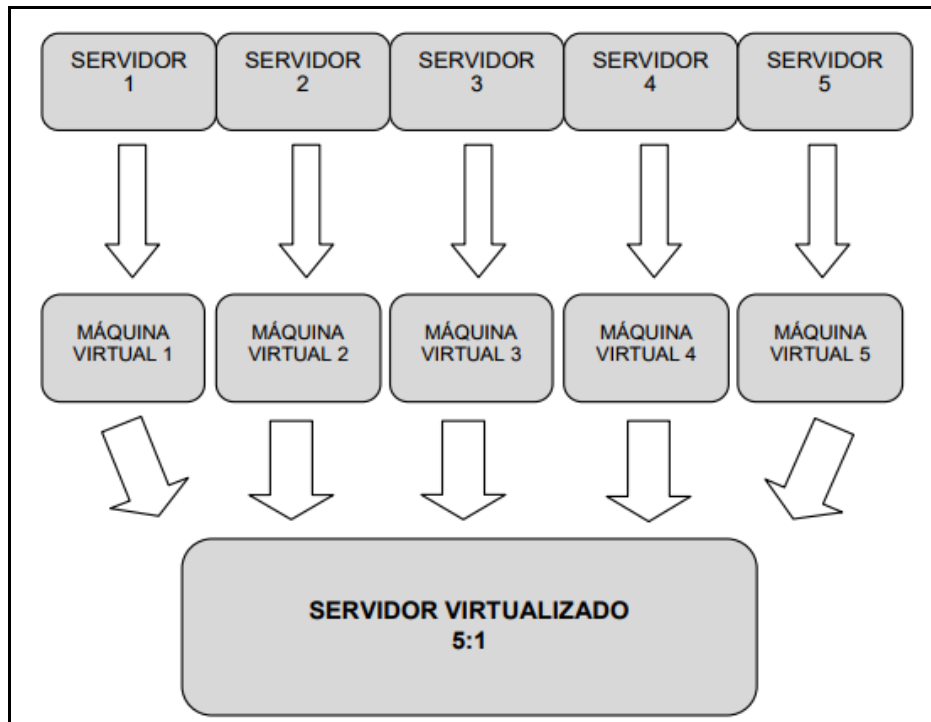 SERVIDOR
1
SERVIDOR
2
SERVIDOR
3
SERVIDOR
4
SERVIDOR
5
MÁQUINA
VIRTUAL 1
MÁQUINA
VIRTUAL 2
MÁQUINA
VIRTUAL 3
MÁQUINA
VIRTUAL 4
MÁQUINA
VIRTUAL 5
SERVIDOR VIRTUALIZADO
5:1